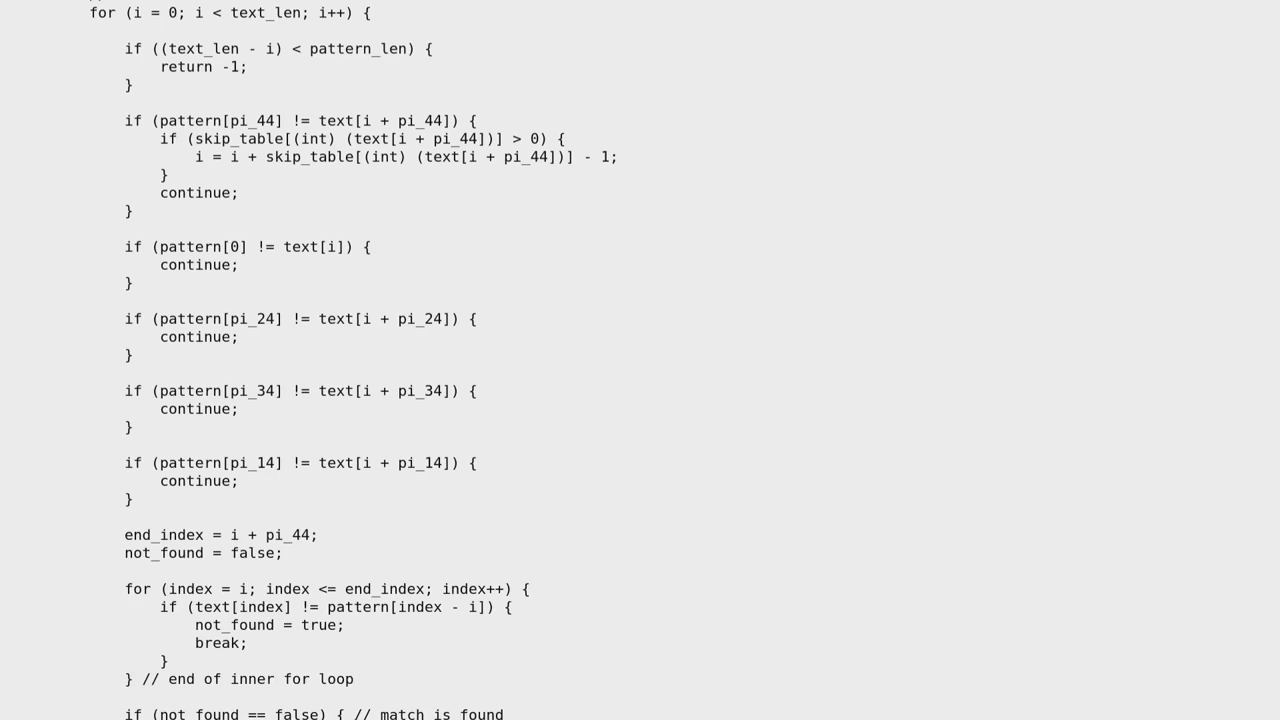 for (i = 0; i < text_len; i++) {
if ((text_len - i) < pattern_len) {
return -1;
}
if (pattern[pi_44] != text[i + pi_44]) {
if (skip_table[(int) (text[i + pi_44])] > 0) {
i = i + skip_table[(int) (text[i + pi_44])] - 1;
}
continue;
}
if (pattern[0] != text[i]) {
continue;
}
if (pattern[pi_24] != text[i + pi_24]) {
continue;
}
if (pattern[pi_34] != text[i + pi_34]) {
continue;
}
if (pattern[pi_14] != text[i + pi_14]) {
continue;
}
end_index = i + pi_44;
not_found = false;
for (index = i; index <= end_index; index++) {
if (text[index] != pattern[index - i]) {
not_found = true;
break;
}
} // end of inner for loop
if (not_found == false) { // match is found